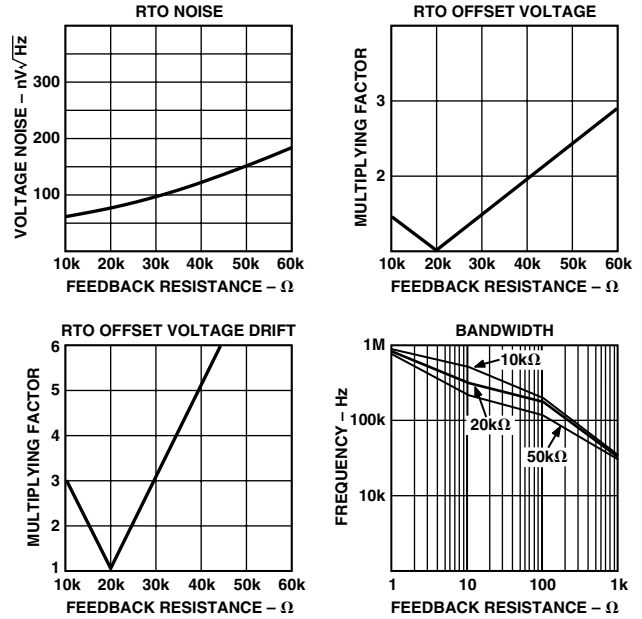 RTO NOISE
VOLTAGE NOISE – nV√Hz
300
200
100
10k 20k 30k 40k 50k 60k
FEEDBACK RESISTANCE – Ω
RTO OFFSET VOLTAGE
MULTIPLYING FACTOR
3
2
10k 20k 30k 40k 50k 60k
FEEDBACK RESISTANCE – Ω
RTO OFFSET VOLTAGE DRIFT
MULTIPLYING FACTOR
6
5
4
3
2
1
10k 20k 30k 40k 50k 60k
FEEDBACK RESISTANCE – Ω
BANDWIDTH
FREQUENCY – Hz
1M
100k
10k
10kΩ
20kΩ
50kΩ
1 10 100 1k
FEEDBACK RESISTANCE – Ω